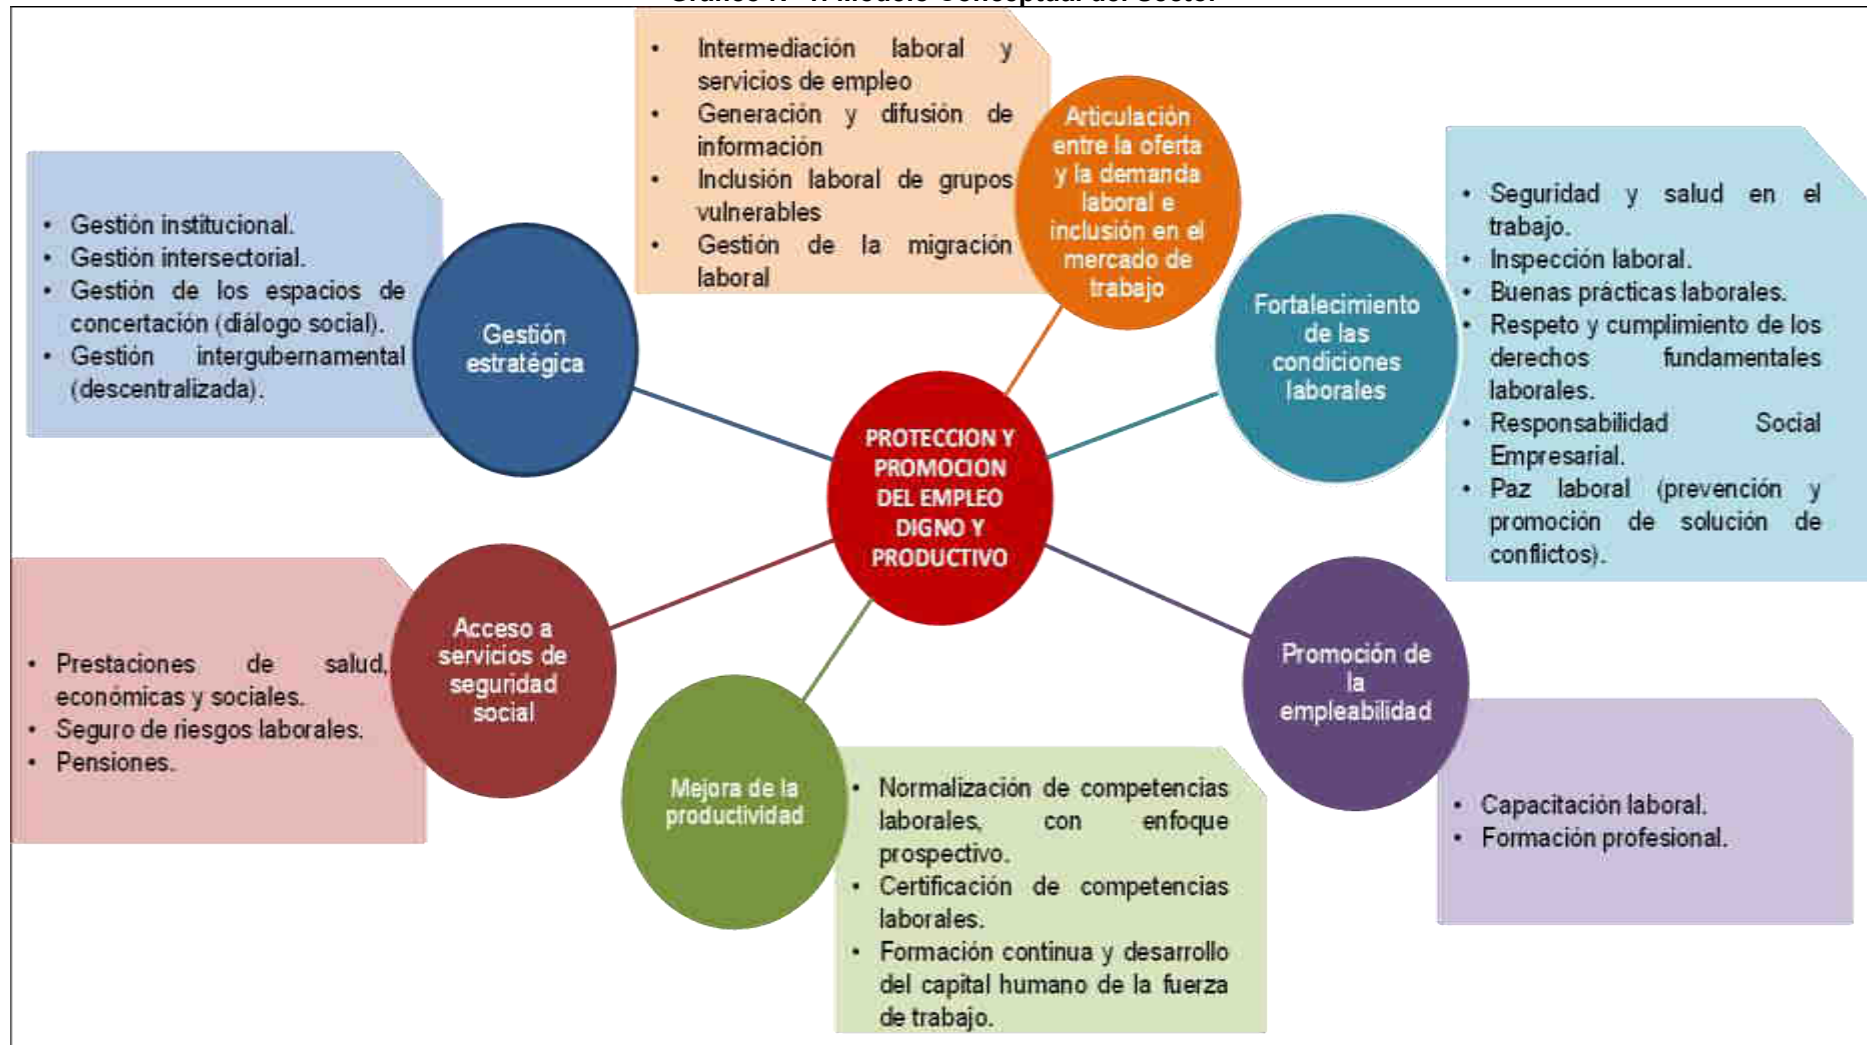 Modelo Conceptual del Sector
• Intermediación laboral y
servicios de empleo
• Generación y difusión de
información
• Inclusión laboral de grupos
vulnerables
• Gestión de la migración
laboral
Articulación
entre la oferta
y la demanda
laboral e
inclusión en el
mercado de
trabajo
• Gestión institucional.
• Gestión intersectorial.
• Gestión de los espacios de
concertación (diálogo social).
• Gestión intergubernamental
(descentralizada).
Gestión
estratégica
Fortalecimiento
de las
condiciones
laborales
• Seguridad y salud en el
trabajo.
• Inspección laboral.
• Buenas prácticas laborales.
• Respeto y cumplimiento de los
derechos fundamentales
laborales.
• Responsabilidad Social
Empresarial.
• Paz laboral (prevención y
promoción de solución de
conflictos).
PROTECCION Y
PROMOCION
DEL EMPLEO
DIGNO Y
PRODUCTIVO
• Prestaciones de salud,
económicas y sociales.
• Seguro de riesgos laborales.
• Pensiones.
Acceso a
servicios de
seguridad
social
Mejora de la
productividad
• Normalización de competencias
laborales, con enfoque
prospectivo.
• Certificación de competencias
laborales.
• Formación continua y desarrollo
del capital humano de la fuerza
de trabajo.
Promoción de
la
empleabilidad
• Capacitación laboral.
• Formación profesional.